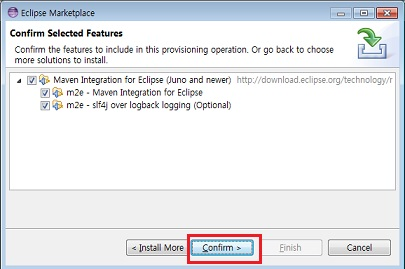 Eclipse Marketplace
Confirm Selected Features
Confirm the features to include in this provisioning operation. Or go back to choose
more solutions to install.
Maven Integration for Eclipse (Juno and newer) http://download.eclipse.org/technology/r
m2e - Maven Integration for Eclipse
m2e - slf4j over logback logging (Optional)
< Install More Confirm > Finish Cancel